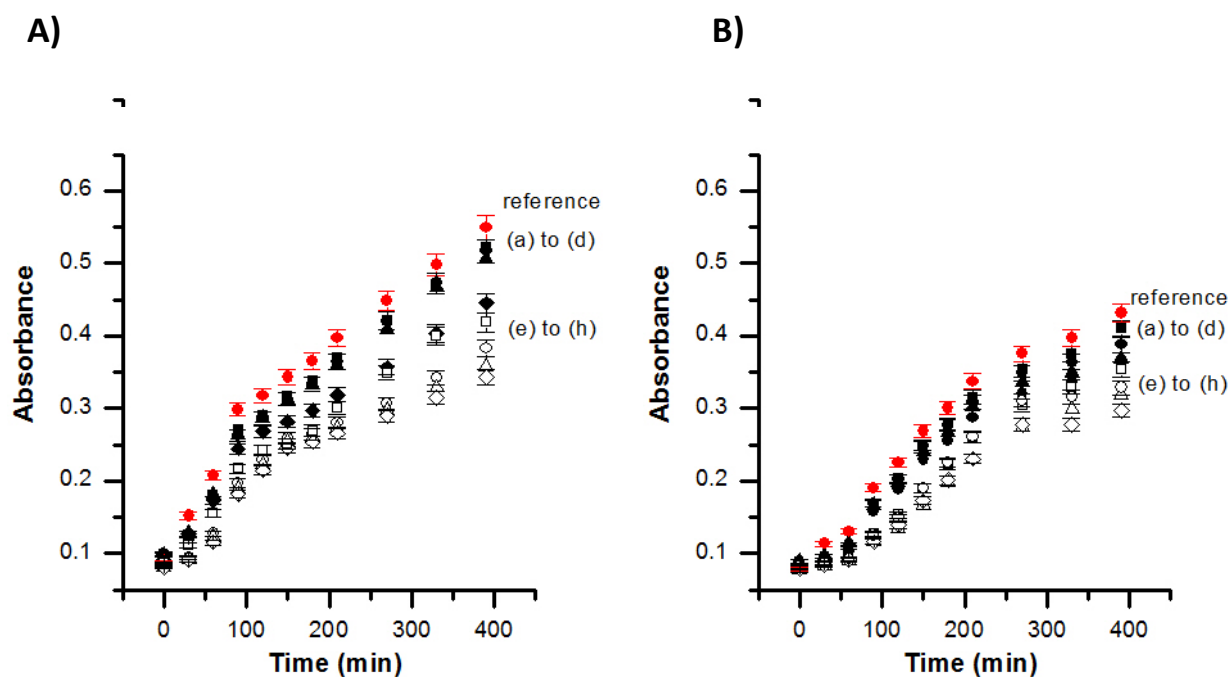 A)
B)
0.6
0.5
0.4
0.3
0.2
0.1
Absorbance
reference
(a) to (d)
(e) to (h)
0
100
200
300
400
Time (min)
0.6
0.5
0.4
0.3
0.2
0.1
Absorbance
reference
(a) to (d)
(e) to (h)
0
100
200
300
400
Time (min)